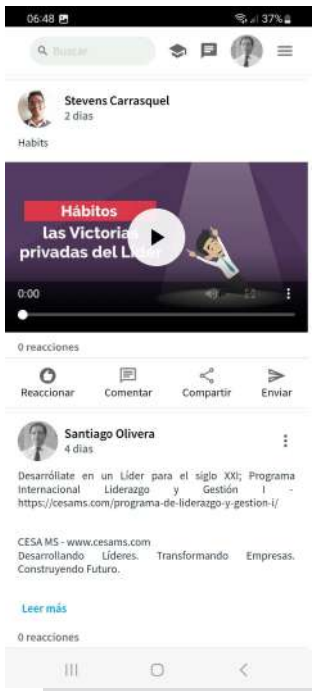 06:48
37%
Buscar
Stevens Carrasquel
2 días
Habits
Hábitos
las Victorias
privadas del Líder
0:00
0 reacciones
Reaccionar Comentar Compartir Enviar
Santiago Olivera
4 días
Desarróllate en un Líder para el siglo XXI; Programa
Internacional Liderazgo y Gestión I -
https://cesams.com/programa-de-liderazgo-y-gestion-i/
CESA MS - www.cesams.com
Desarrollando Líderes. Transformando Empresas.
Construyendo Futuro.
Leer más
0 reacciones